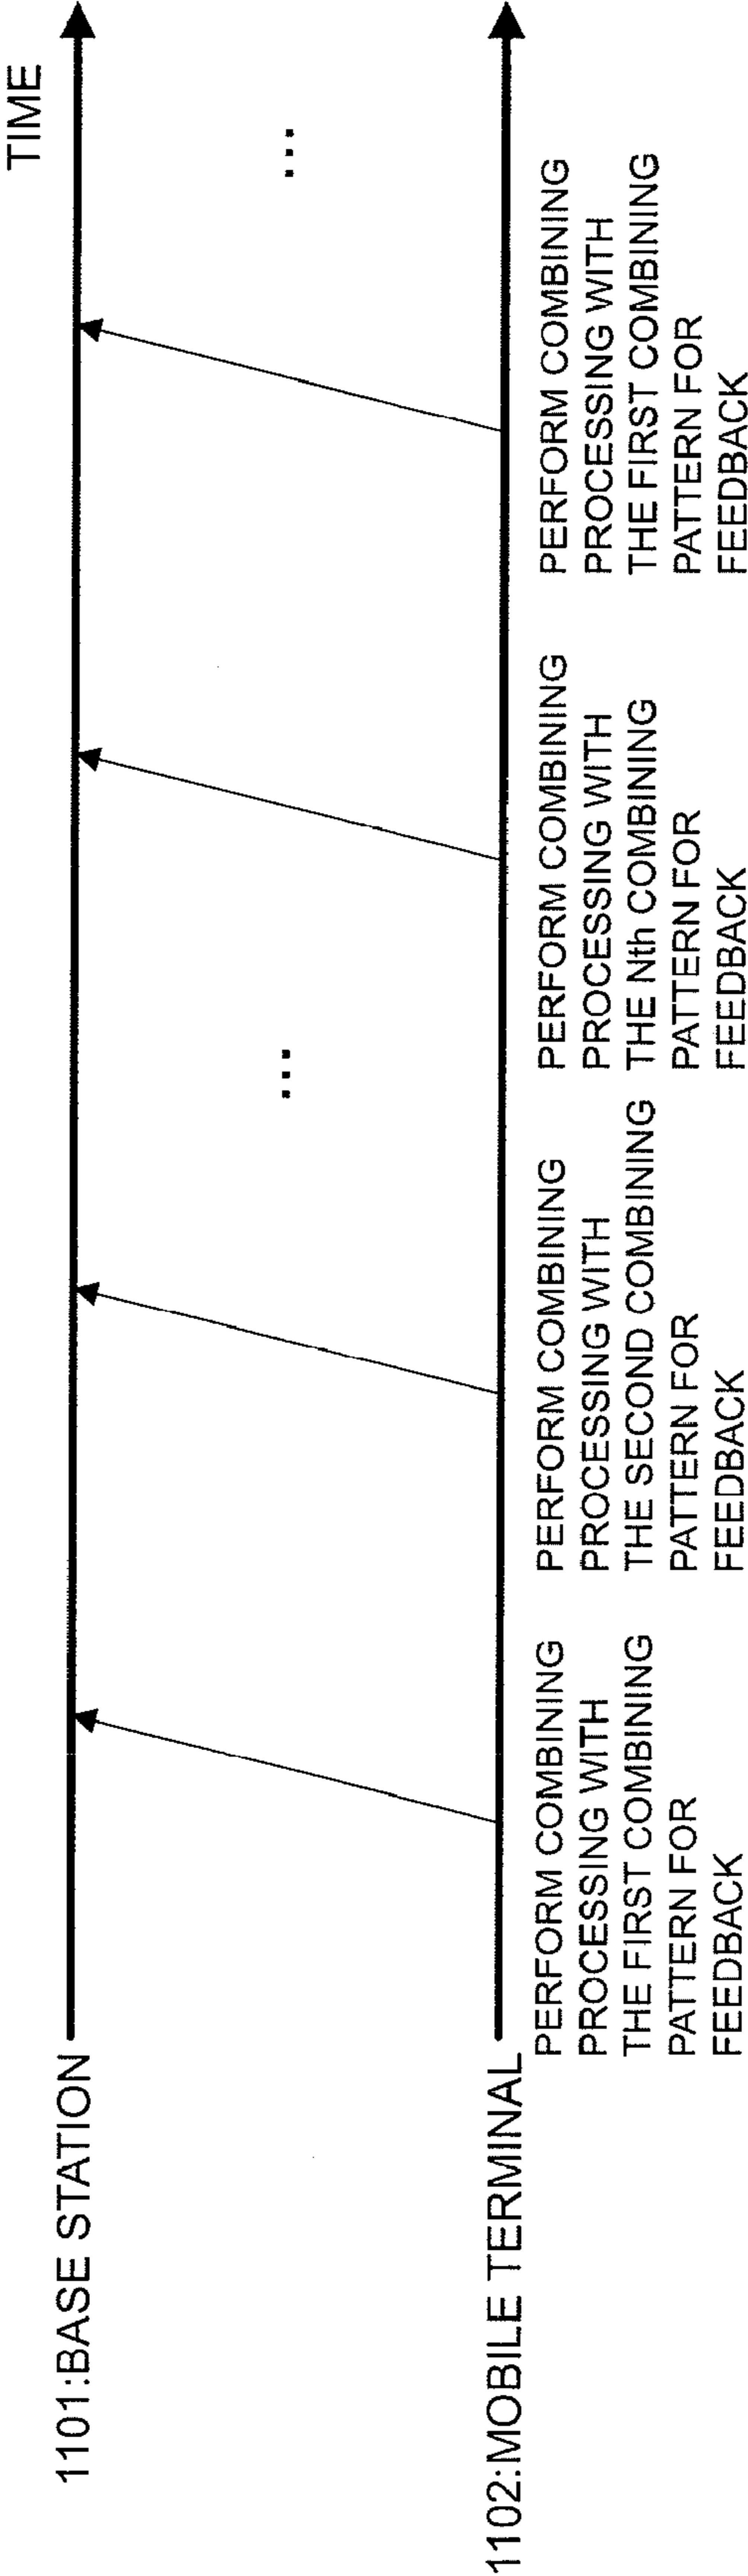 TIME
1101:BASE STATION
...
...
1102:MOBILE TERMINAL
PERFORM COMBINING
PROCESSING WITH
THE FIRST COMBINING
PATTERN FOR
FEEDBACK
PERFORM COMBINING
PROCESSING WITH
THE SECOND COMBINING
PATTERN FOR
FEEDBACK
PERFORM COMBINING
PROCESSING WITH
THE Nth COMBINING
PATTERN FOR
FEEDBACK
PERFORM COMBINING
PROCESSING WITH
THE FIRST COMBINING
PATTERN FOR
FEEDBACK